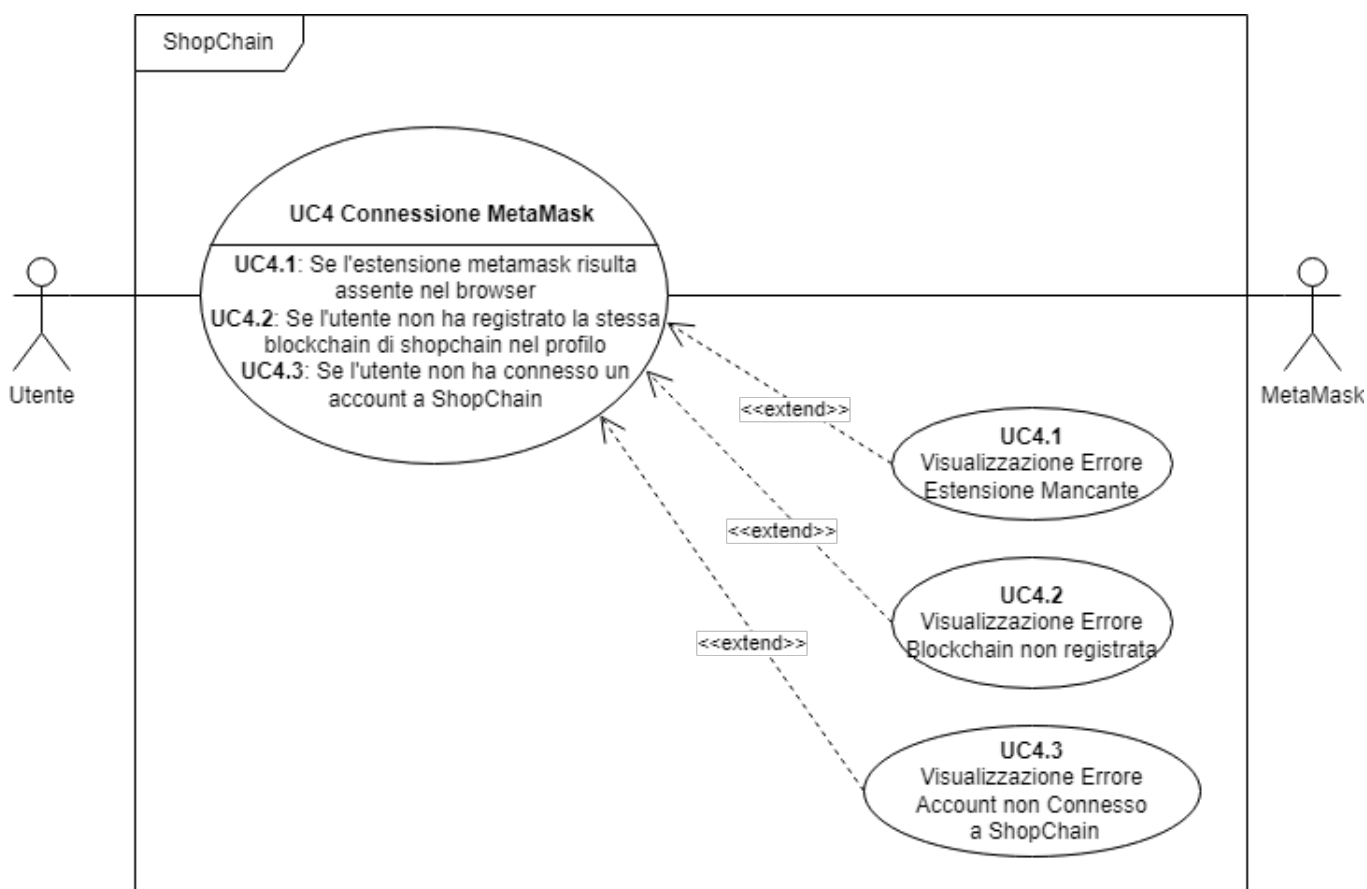 ShopChain
UC4 Connessione MetaMask
UC4.1: Se l'estensione metamask risulta
assente nel browser
UC4.2: Se l'utente non ha registrato la stessa
blockchain di shopchain nel profilo
UC4.3: Se l'utente non ha connesso un
account a ShopChain
Utente
MetaMask
<<extend>>
UC4.1
Visualizzazione Errore
Estensione Mancante
<<extend>>
UC4.2
Visualizzazione Errore
Blockchain non registrata
<<extend>>
UC4.3
Visualizzazione Errore
Account non Connesso
a ShopChain